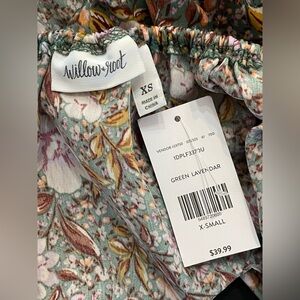 willow & root
XS
MADE IN
CHINA
GREEN LAVENDAR
X-SMALL
$39.99